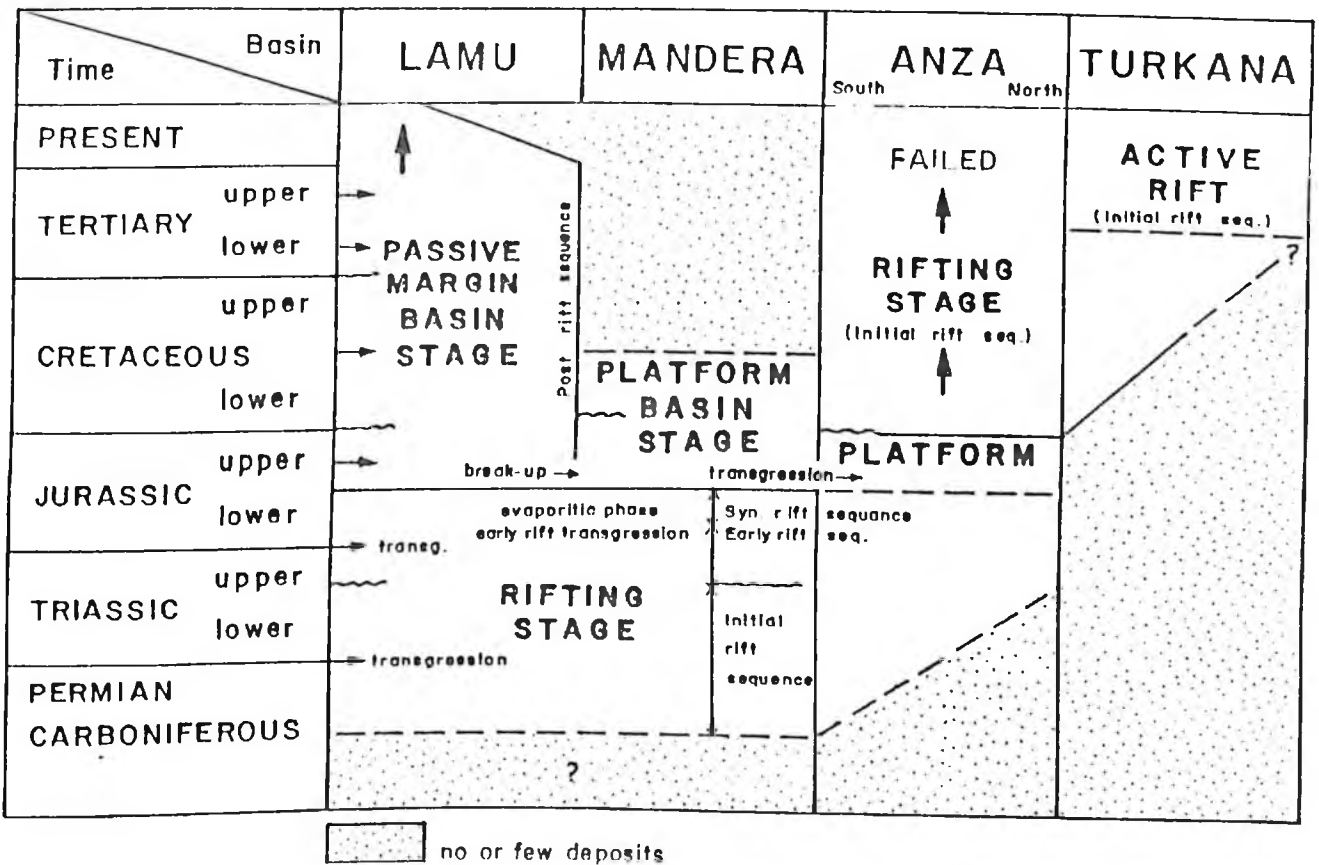 Basin
Time
LAMU
MANDERA
ANZA
South
North
TURKANA
PRESENT
TERTIARY
upper
lower
CRETACEOUS
upper
lower
JURASSIC
upper
lower
TRIASSIC
upper
lower
PERMIAN
CARBONIFEROUS
PASSIVE
MARGIN
BASIN
STAGE
Post rift sequence
break-up
PLATFORM
BASIN
STAGE
transgression
FAILED
RIFTING
STAGE
(Initial rift seq.)
PLATFORM
ACTIVE
RIFT
(Initial rift seq.)
?
evaporitic phase
early rift transgression
Syn. rift sequance
Early rift seq.
transg.
RIFTING
STAGE
Initial
rift
sequence
transgression
?
no or few deposits